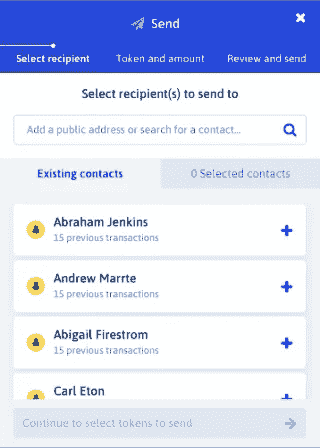 Send
Select recipient Token and amount Review and send
Select recipient(s) to send to
Add a public address or search for a contact...
Existing contacts 0 Selected contacts
Abraham Jenkins
15 previous transactions
Andrew Marrte
15 previous transactions
Abigail Firestrom
15 previous transactions
Carl Eton
Continue to select tokens to send